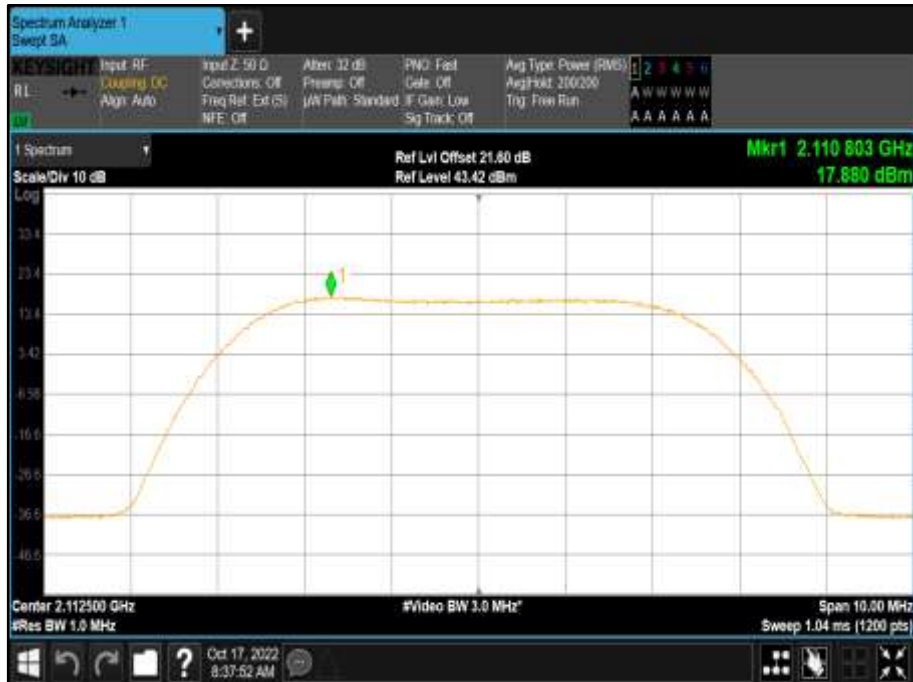 Spectrum Analyzer 1
Swept SA
+
KEYSIGHT
RL
Input: RF
Coupling: DC
Align: Auto
Input Z: 50 Ω
Corrections: Off
Freq Ref: Ext (S)
NFE: Off
Atten: 32 dB
Preamp: Off
µW Path: Standard
PNO: Fast
Gate: Off
IF Gain: Low
Sig Track: Off
Avg Type: Power (RMS)
Avg|Hold: 200/200
Trig: Free Run
1 2 3 4 5 6
A W W W W W
A A A A A A
1 Spectrum
Scale/Div 10 dB
Ref Lvl Offset 21.60 dB
Ref Level 43.42 dBm
Mkr1 2.110 803 GHz
17.880 dBm
Log
33.4
23.4
1
13.4
3.42
-6.58
-16.6
-26.6
-36.6
-46.6
Center 2.112500 GHz
#Video BW 3.0 MHz*
Span 10.00 MHz
#Res BW 1.0 MHz
Sweep 1.04 ms (1200 pts)
?
Oct 17, 2022
8:37:52 AM